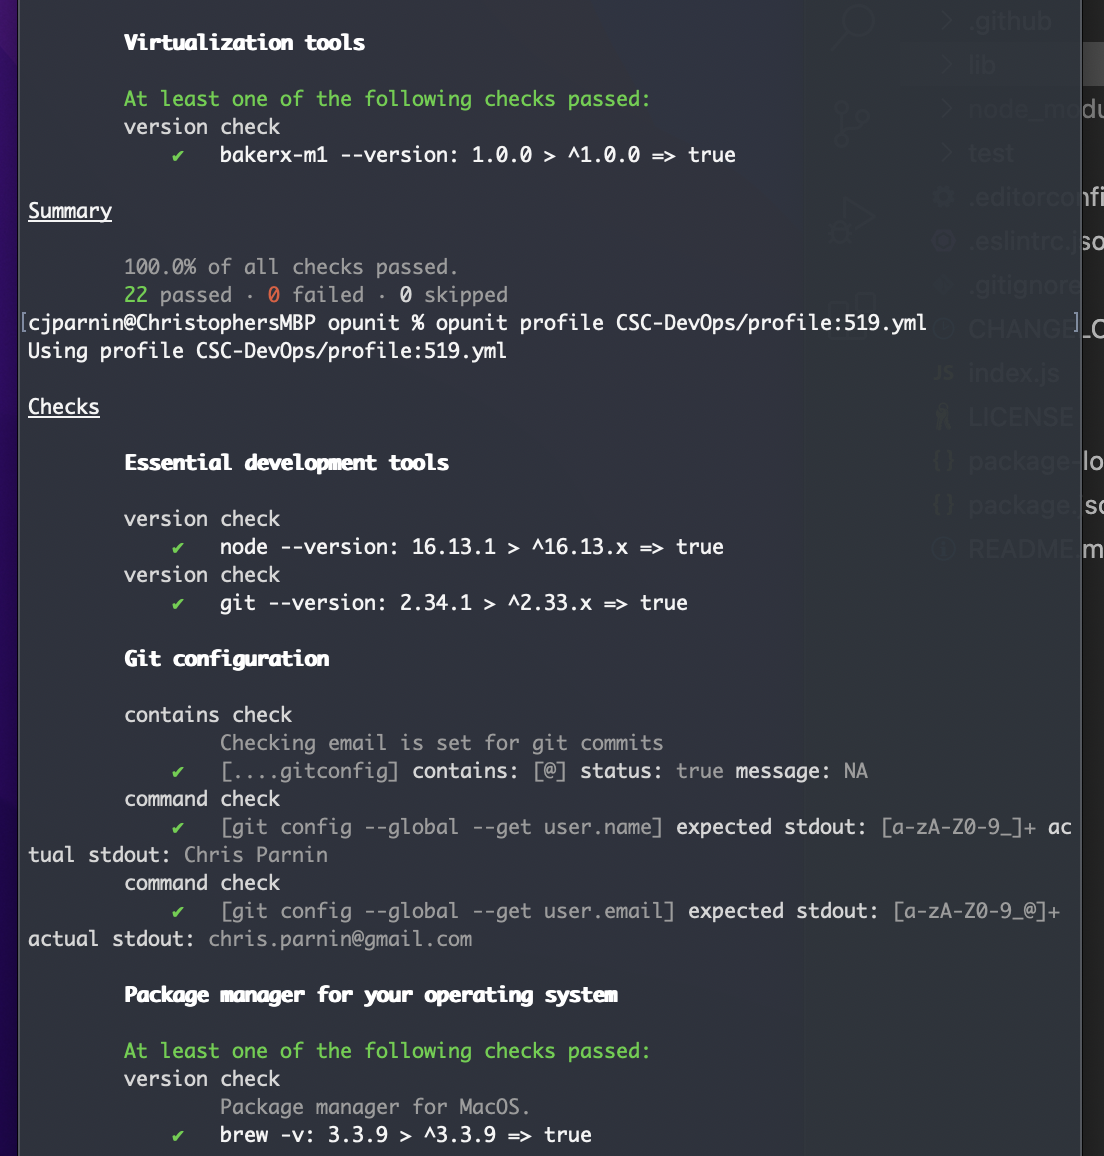 Virtualization tools
At least one of the following checks passed:
version check
✔ bakerx-m1 --version: 1.0.0 > ^1.0.0 => true
Summary
100.0% of all checks passed.
22 passed · 0 failed · 0 skipped
[cjparnin@ChristophersMBP opunit % opunit profile CSC-DevOps/profile:519.yml ]
Using profile CSC-DevOps/profile:519.yml
Checks
Essential development tools
version check
✔ node --version: 16.13.1 > ^16.13.x => true
version check
✔ git --version: 2.34.1 > ^2.33.x => true
Git configuration
contains check
Checking email is set for git commits
✔ [....gitconfig] contains: [@] status: true message: NA
command check
✔ [git config --global --get user.name] expected stdout: [a-zA-Z0-9_]+ ac
tual stdout: Chris Parnin
command check
✔ [git config --global --get user.email] expected stdout: [a-zA-Z0-9_@]+
actual stdout: chris.parnin@gmail.com
Package manager for your operating system
At least one of the following checks passed:
version check
Package manager for MacOS.
✔ brew -v: 3.3.9 > ^3.3.9 => true
.github
lib
node_modu
test
.editorconfi
.eslintrc.jso
.gitignore
CHANGELO
JS index.js
LICENSE
{} package-lo
{} package.so
README.m